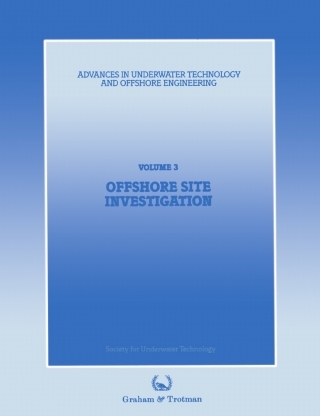 ADVANCES IN UNDERWATER TECHNOLOGY
AND OFFSHORE ENGINEERING
VOLUME 3
OFFSHORE SITE
INVESTIGATION
Society for Underwater Technology
Graham & Trotman